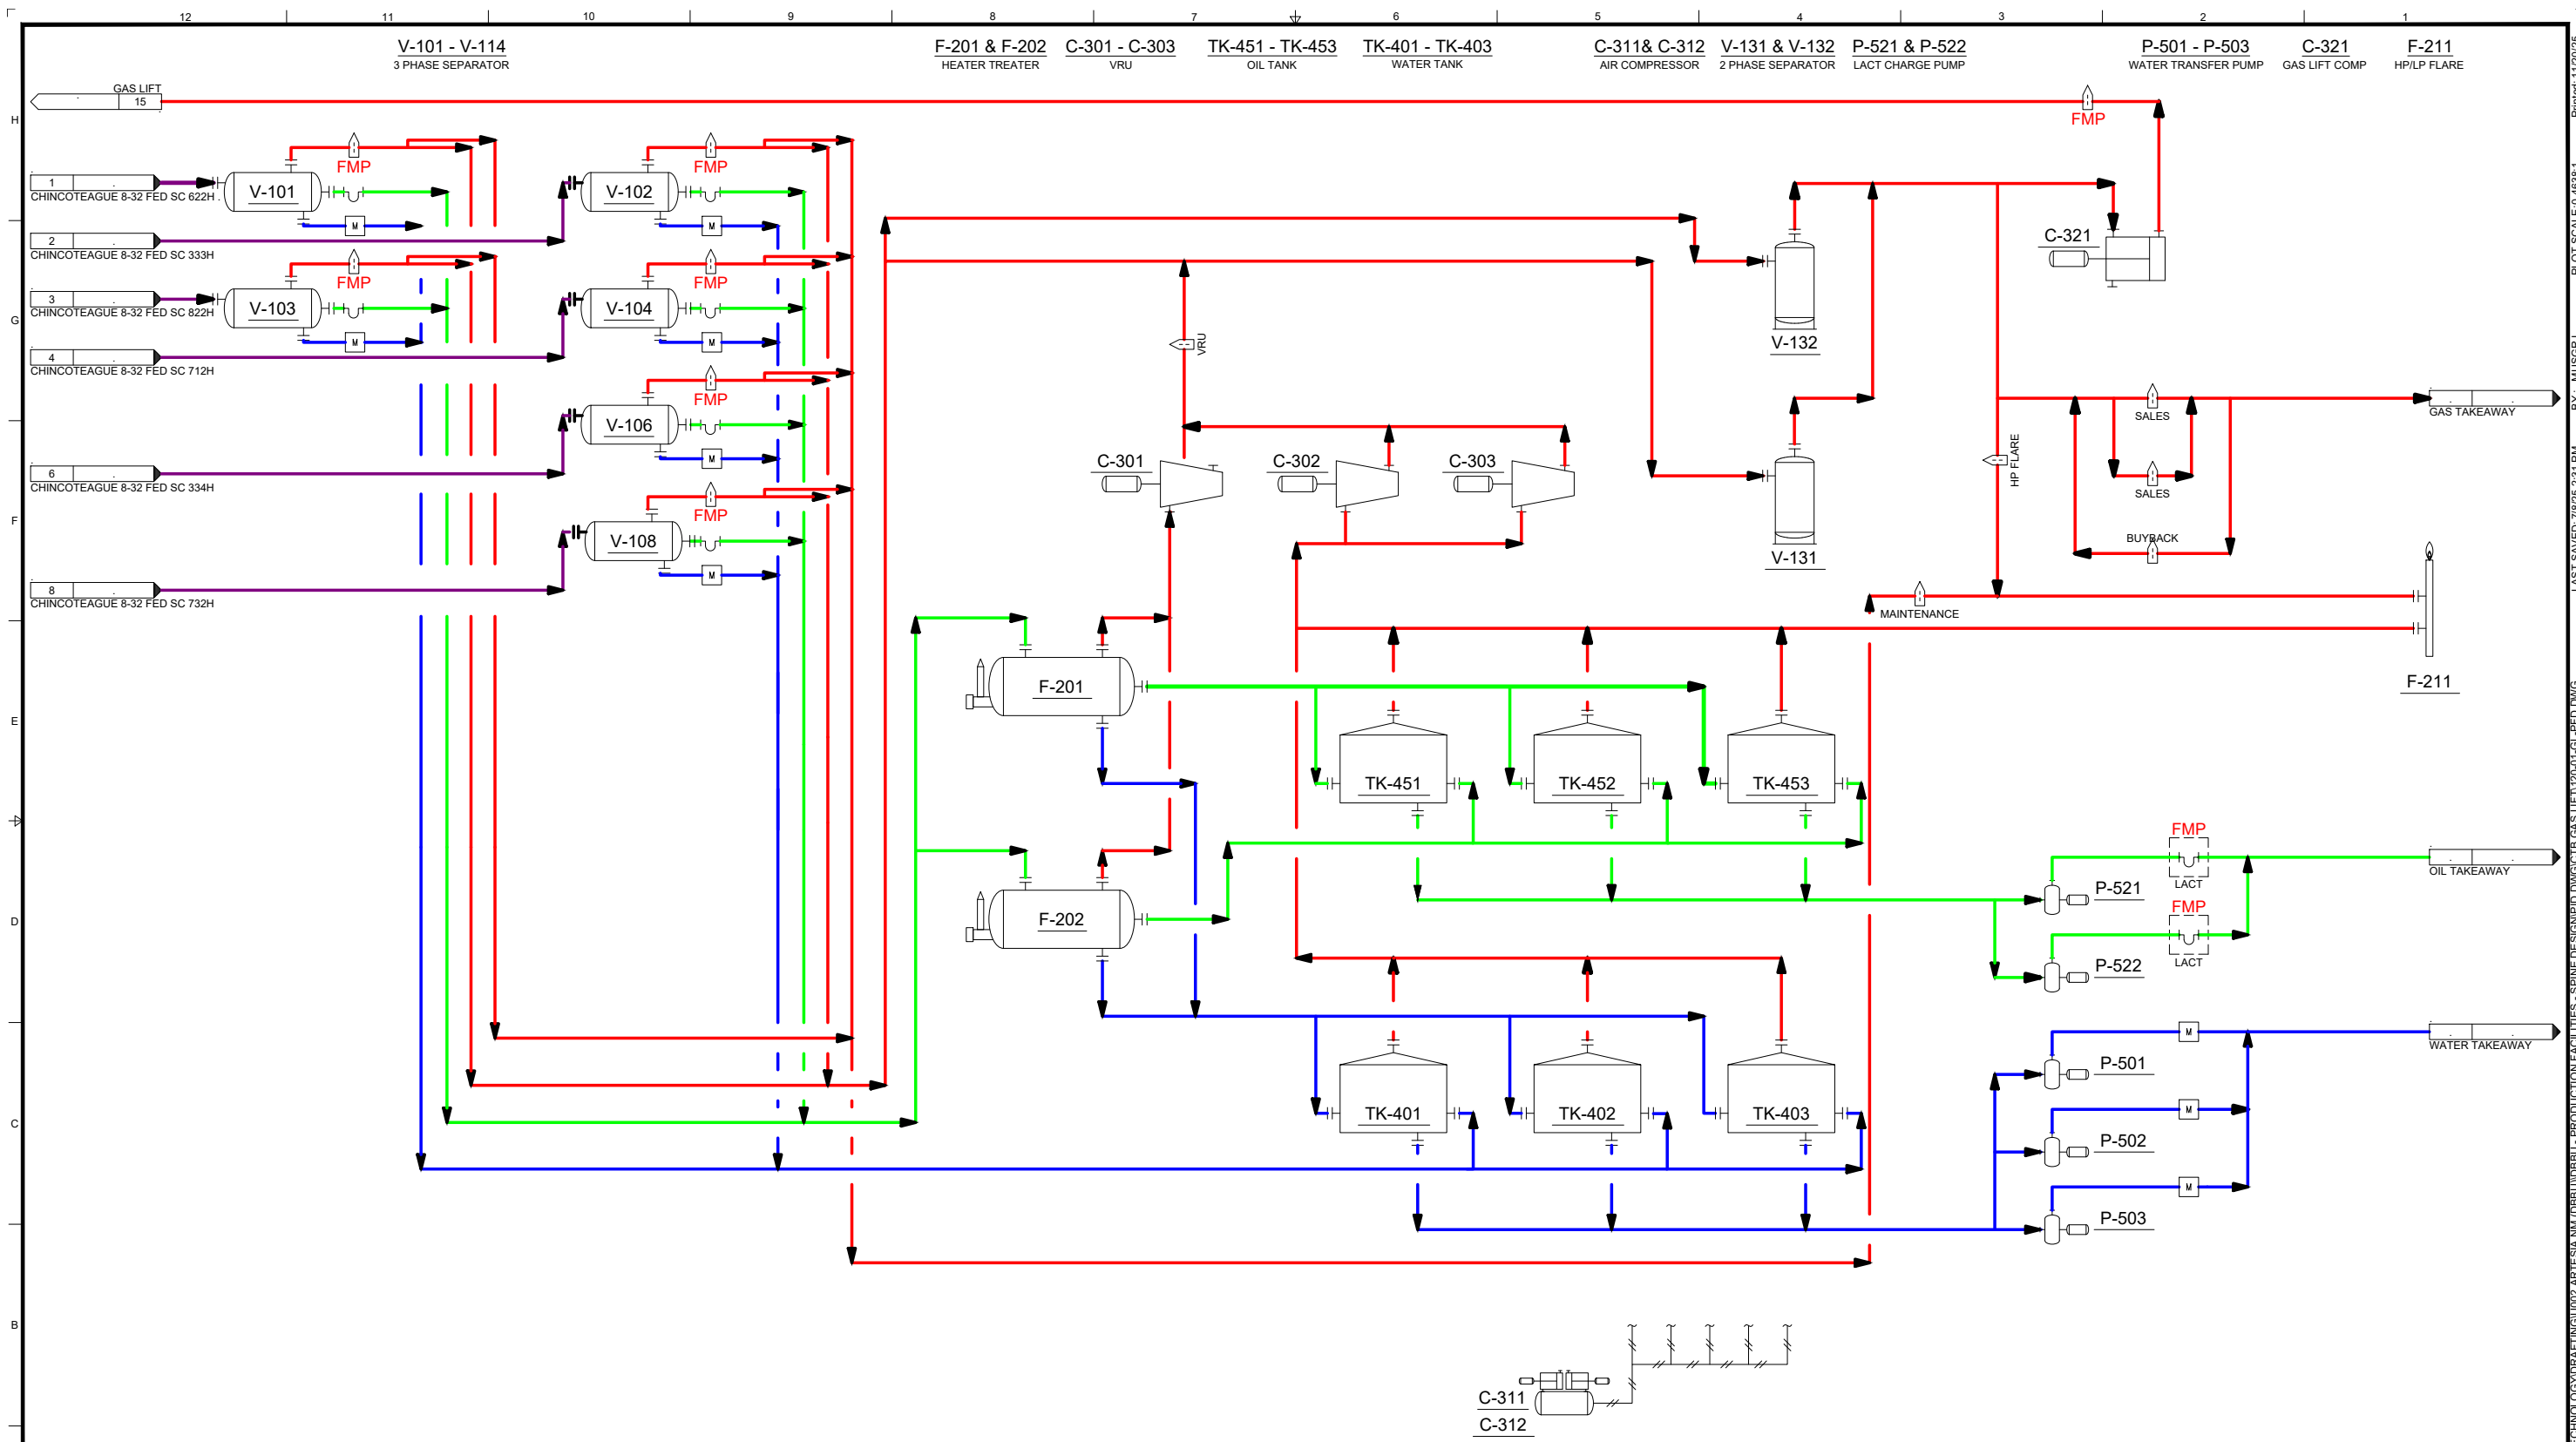 12 11 10 9 8 7 6 5 4 3 2 1
V-101 - V-114
3 PHASE SEPARATOR
F-201 & F-202
HEATER TREATER
C-301 - C-303
VRU
TK-451 - TK-453
OIL TANK
TK-401 - TK-403
WATER TANK
C-311& C-312
AIR COMPRESSOR
V-131 & V-132
2 PHASE SEPARATOR
P-521 & P-522
LACT CHARGE PUMP
P-501 - P-503
WATER TRANSFER PUMP
C-321
GAS LIFT COMP
F-211
HP/LP FLARE
H
G
F
E
D
C
B
GAS LIFT
15
FMP
1
CHINCOTEAGUE 8-32 FED SC 622H
V-101
FMP
M
V-102
FMP
M
2
CHINCOTEAGUE 8-32 FED SC 333H
3
CHINCOTEAGUE 8-32 FED SC 822H
V-103
FMP
M
V-104
FMP
M
4
CHINCOTEAGUE 8-32 FED SC 712H
V-106
FMP
M
6
CHINCOTEAGUE 8-32 FED SC 334H
V-108
FMP
M
8
CHINCOTEAGUE 8-32 FED SC 732H
C-321
V-132
VRU
V-131
C-301
C-302
C-303
HP FLARE
SALES
SALES
BUYBACK
GAS TAKEAWAY
MAINTENANCE
F-211
F-201
F-202
TK-451
TK-452
TK-453
P-521
FMP
LACT
P-522
FMP
LACT
OIL TAKEAWAY
TK-401
TK-402
TK-403
P-501
M
P-502
M
P-503
M
WATER TAKEAWAY
C-311
C-312